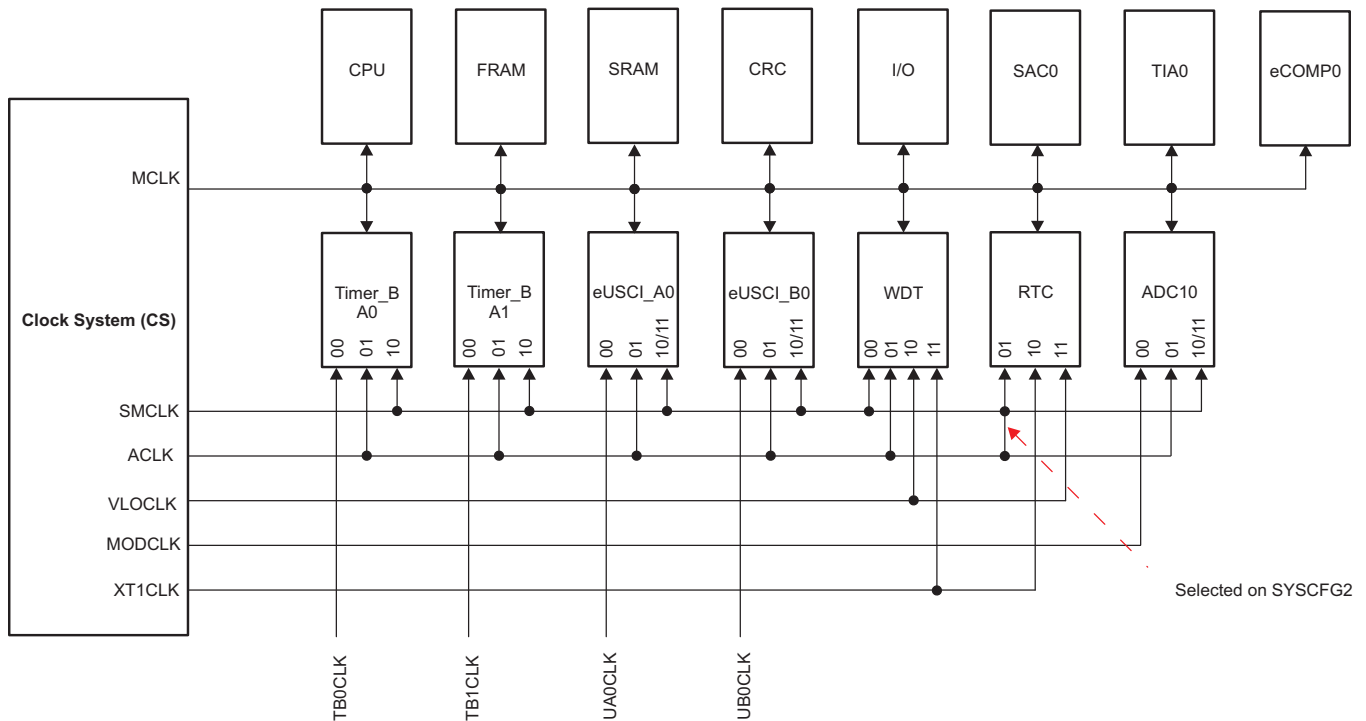 CPU
FRAM
SRAM
CRC
I/O
SAC0
TIA0
eCOMP0
MCLK
Clock System (CS)
Timer_B
A0
00
01
10
Timer_B
A1
00
01
10
eUSCI_A0
00
01
10/11
eUSCI_B0
00
01
10/11
WDT
00
01
10
11
RTC
01
10
11
ADC10
00
01
10/11
SMCLK
ACLK
VLOCLK
MODCLK
XT1CLK
Selected on SYSCFG2
TB0CLK
TB1CLK
UA0CLK
UB0CLK